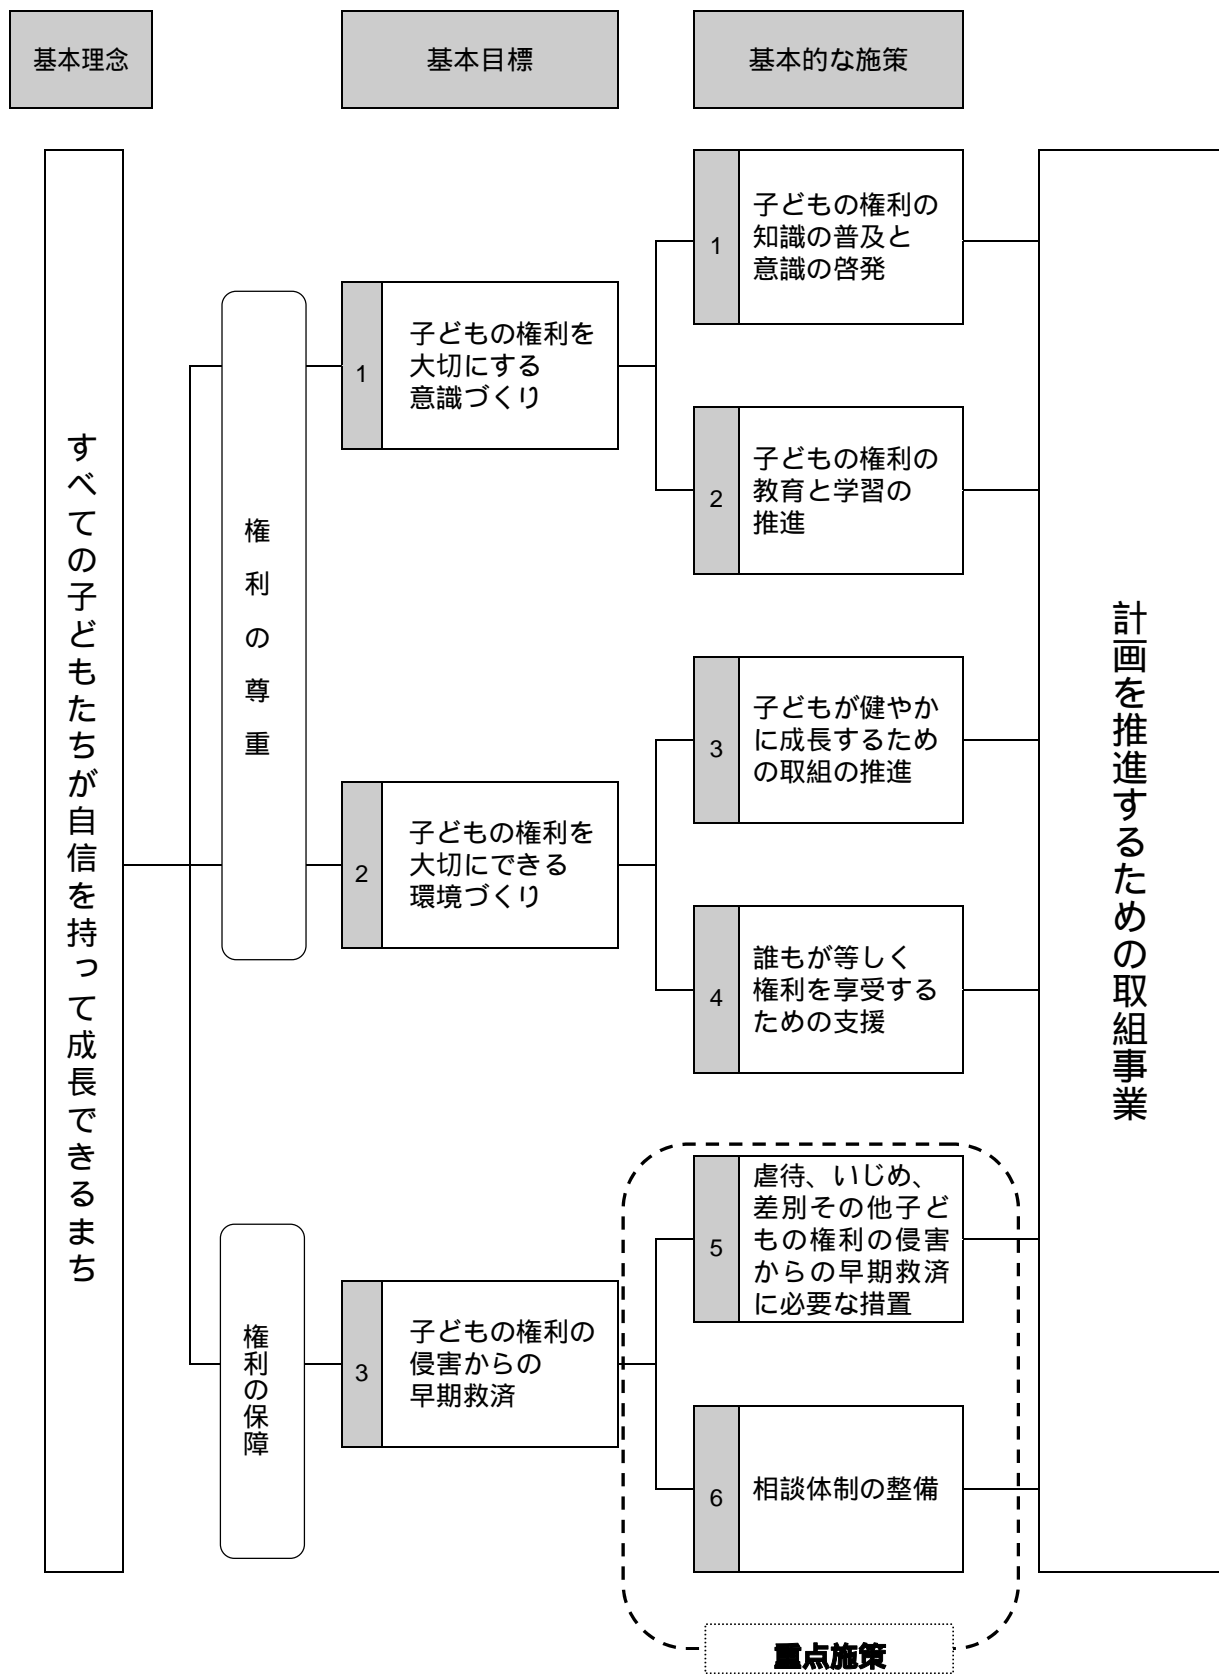 基本理念
基本目標
基本的な施策
すべての子どもたちが自信を持って成長できるまち
権利の尊重
1
子どもの権利を
大切にする
意識づくり
1
子どもの権利の
知識の普及と
意識の啓発
2
子どもの権利の
教育と学習の
推進
2
子どもの権利を
大切にできる
環境づくり
3
子どもが健やか
に成長するため
の取組の推進
4
誰もが等しく
権利を享受する
ための支援
権利の保障
3
子どもの権利の
侵害からの
早期救済
5
虐待、いじめ、
差別その他子ど
もの権利の侵害
からの早期救済
に必要な措置
6
相談体制の整備
重点施策
計画を推進するための取組事業